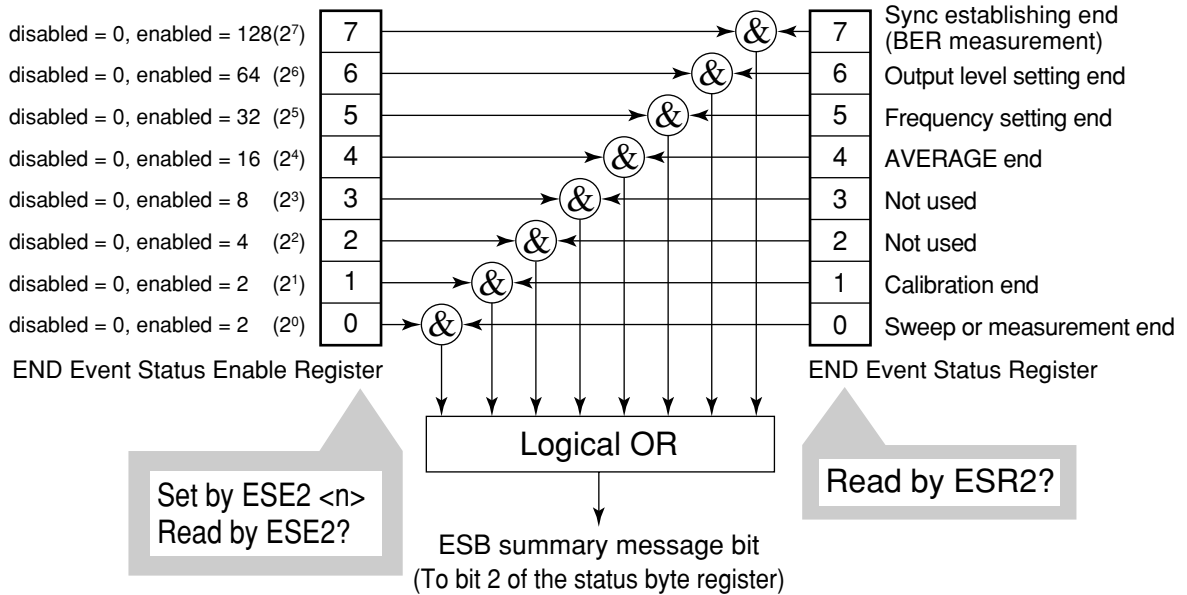 disabled = 0, enabled = 128(2⁷) 7 & 7 Sync establishing end
(BER measurement)
disabled = 0, enabled = 64 (2⁶) 6 & 6 Output level setting end
disabled = 0, enabled = 32 (2⁵) 5 & 5 Frequency setting end
disabled = 0, enabled = 16 (2⁴) 4 & 4 AVERAGE end
disabled = 0, enabled = 8 (2³) 3 & 3 Not used
disabled = 0, enabled = 4 (2²) 2 & 2 Not used
disabled = 0, enabled = 2 (2¹) 1 & 1 Calibration end
disabled = 0, enabled = 2 (2⁰) 0 & 0 Sweep or measurement end
END Event Status Enable Register
END Event Status Register
Logical OR
Set by ESE2 <n>
Read by ESE2?
Read by ESR2?
ESB summary message bit
(To bit 2 of the status byte register)